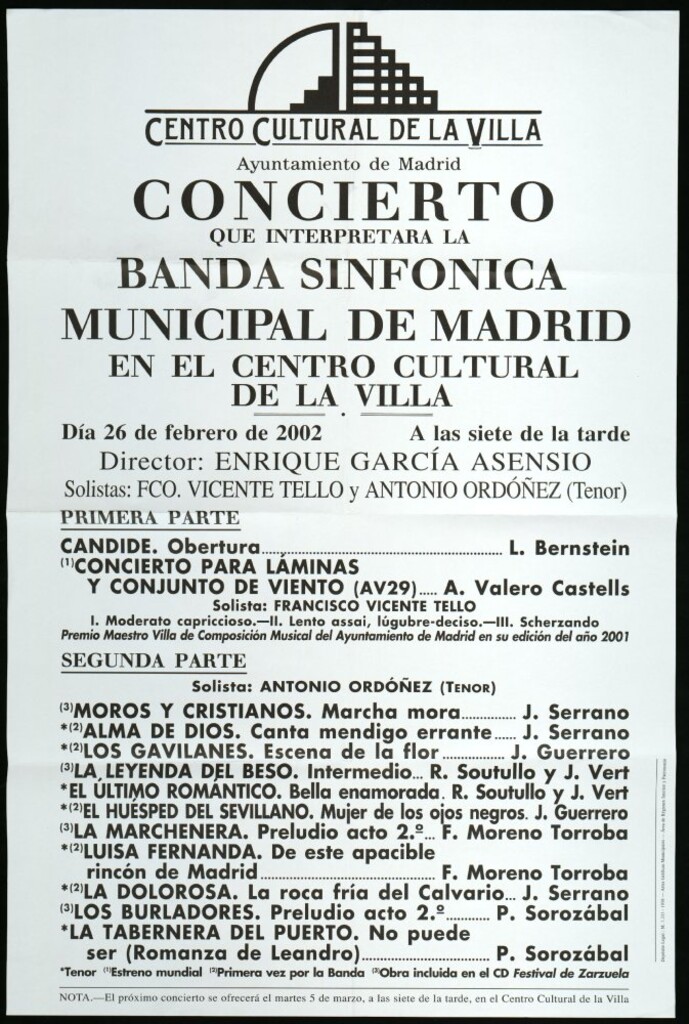 CENTRO CULTURAL DE LA VILLA
Ayuntamiento de Madrid
CONCIERTO
QUE INTERPRETARA LA
BANDA SINFONICA
MUNICIPAL DE MADRID
EN EL CENTRO CULTURAL
DE LA VILLA
Día 26 de febrero de 2002 A las siete de la tarde
Director: ENRIQUE GARCÍA ASENSIO
Solistas: FCO. VICENTE TELLO y ANTONIO ORDÓÑEZ (Tenor)
PRIMERA PARTE
CANDIDE. Obertura.......... L. Bernstein
(1)CONCIERTO PARA LÁMINAS
Y CONJUNTO DE VIENTO (AV29)..... A. Valero Castells
Solista: FRANCISCO VICENTE TELLO
I. Moderato capriccioso.—II. Lento assai, lúgubre-deciso.—III. Scherzando
Premio Maestro Villa de Composición Musical del Ayuntamiento de Madrid en su edición del año 2001
SEGUNDA PARTE
Solista: ANTONIO ORDÓÑEZ (TENOR)
(3)MOROS Y CRISTIANOS. Marcha mora.............. J. Serrano
*(2)ALMA DE DIOS. Canta mendigo errante ..... J. Serrano
*(2)LOS GAVILANES. Escena de la flor ............... J. Guerrero
(3)LA LEYENDA DEL BESO. Intermedio... R. Soutullo y J. Vert
*EL ÚLTIMO ROMÁNTICO. Bella enamorada. R. Soutullo y J. Vert
*(2)EL HUÉSPED DEL SEVILLANO. Mujer de los ojos negros. J. Guerrero
(3)LA MARCHENERA. Preludio acto 2.º... F. Moreno Torroba
*(2)LUISA FERNANDA. De este apacible
rincón de Madrid.......... F. Moreno Torroba
*(2)LA DOLOROSA. La roca fría del Calvario... J. Serrano
(3)LOS BURLADORES. Preludio acto 2.º........... P. Sorozábal
*LA TABERNERA DEL PUERTO. No puede
ser (Romanza de Leandro).......... P. Sorozábal
*Tenor (1)Estreno mundial (2)Primera vez por la Banda (3)Obra incluida en el CD Festival de Zarzuela
NOTA.—El próximo concierto se ofrecerá el martes 5 de marzo, a las siete de la tarde, en el Centro Cultural de la Villa